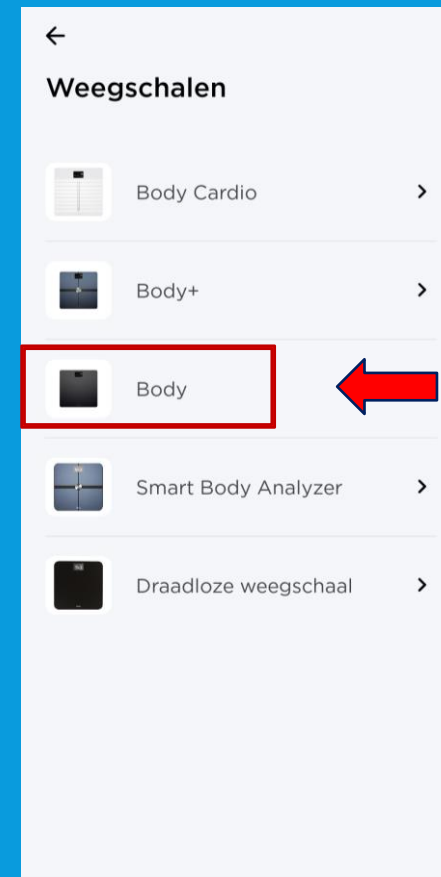 Weegschalen
Body Cardio
Body+
Body
Smart Body Analyzer
Draadloze weegschaal